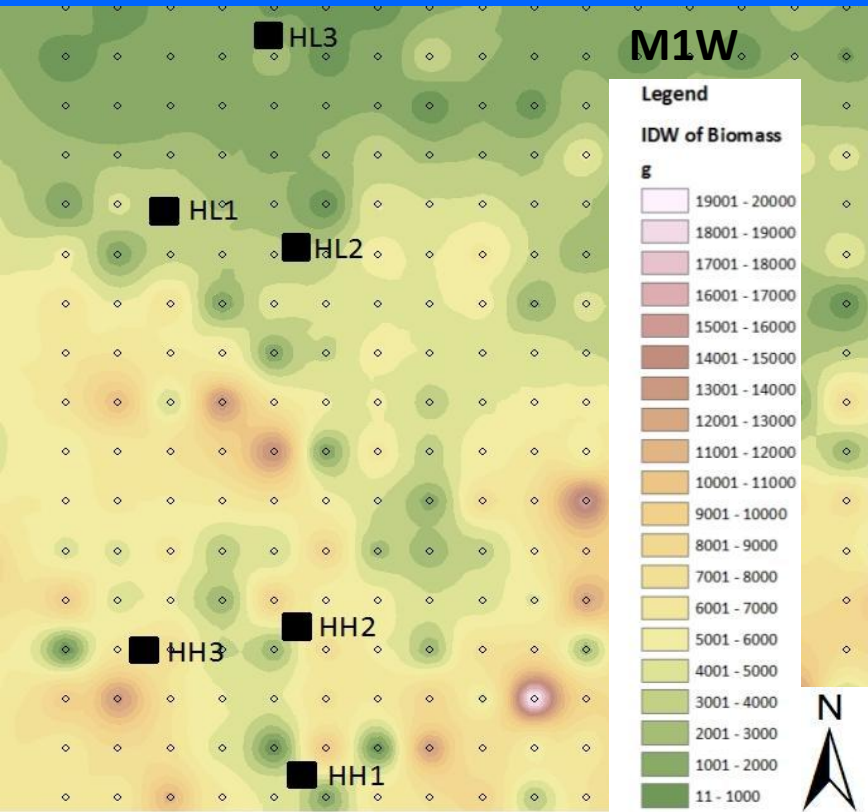 HL3
M1W
HL1
HL2
HH2
HH3
HH1
Legend
IDW of Biomass
g
19001 - 20000
18001 - 19000
17001 - 18000
16001 - 17000
15001 - 16000
14001 - 15000
13001 - 14000
12001 - 13000
11001 - 12000
10001 - 11000
9001 - 10000
8001 - 9000
7001 - 8000
6001 - 7000
5001 - 6000
4001 - 5000
3001 - 4000
2001 - 3000
1001 - 2000
11 - 1000
N